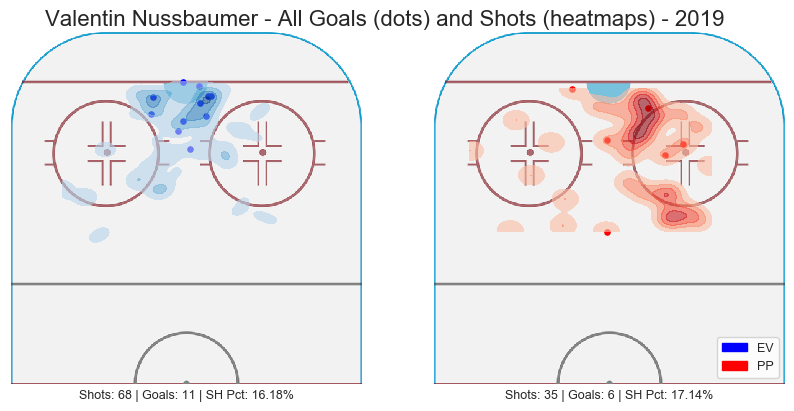 Valentin Nussbaumer - All Goals (dots) and Shots (heatmaps) - 2019
EV
PP
Shots: 68 | Goals: 11 | SH Pct: 16.18%
Shots: 35 | Goals: 6 | SH Pct: 17.14%